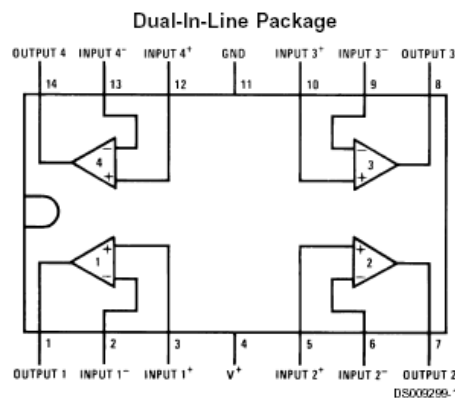 Dual-In-Line Package
OUTPUT 4 INPUT 4⁻ INPUT 4⁺ GND INPUT 3⁺ INPUT 3⁻ OUTPUT 3
14 13 12 11 10 9 8
− −
4 3
+ +
+ +
1 2
− −
1 2 3 4 5 6 7
OUTPUT 1 INPUT 1⁻ INPUT 1⁺ V⁺ INPUT 2⁺ INPUT 2⁻ OUTPUT 2